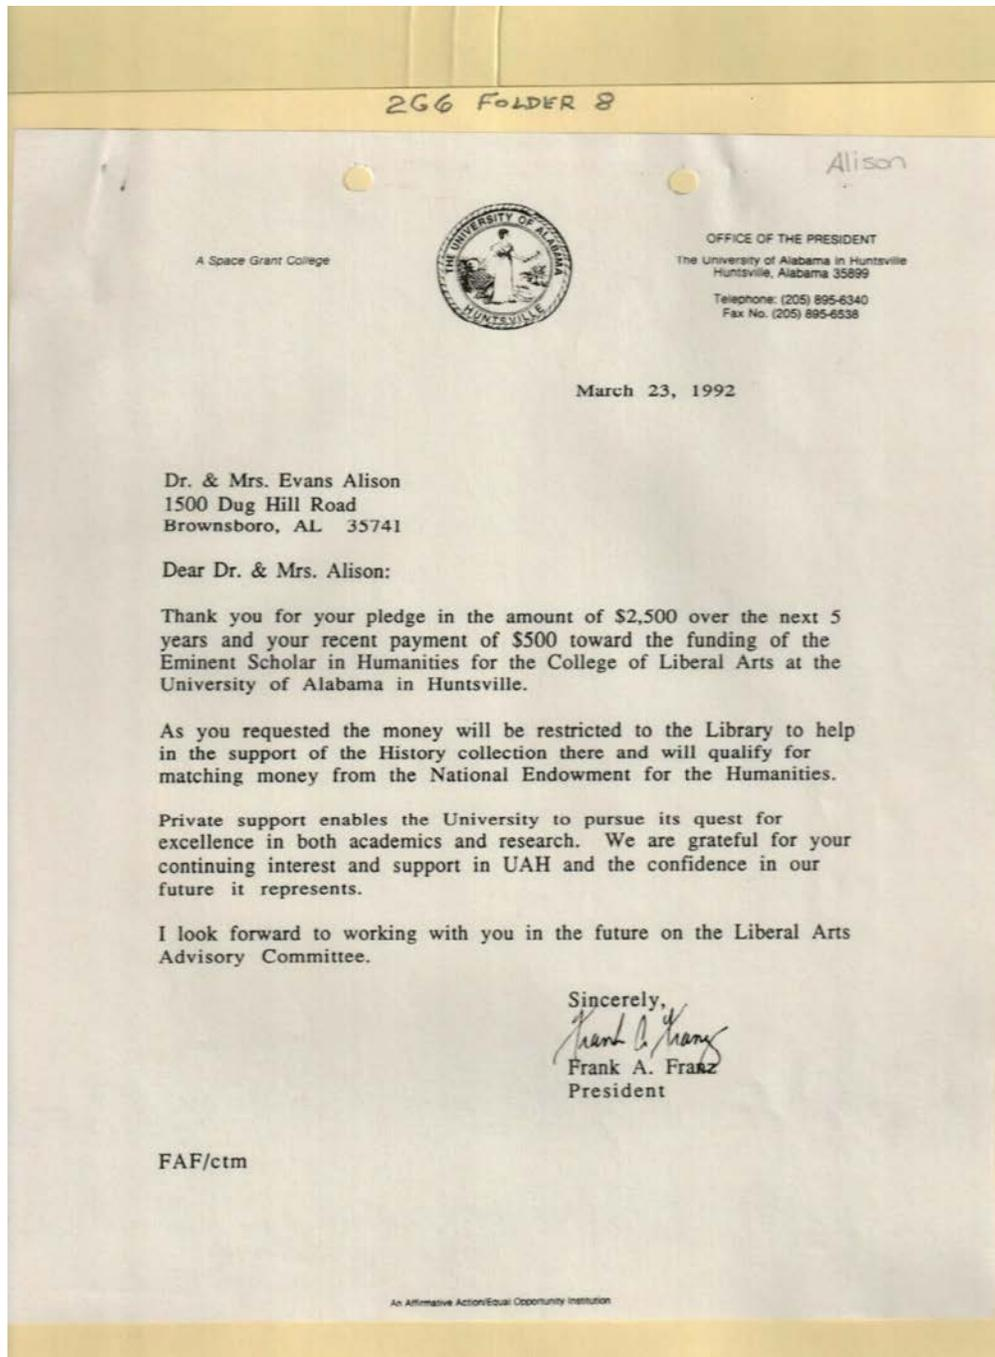 2G6 FOLDER 8
Alison
A Space Grant College
THE UNIVERSITY OF ALABAMA
HUNTSVILLE
OFFICE OF THE PRESIDENT
The University of Alabama in Huntsville
Huntsville, Alabama 35899
Telephone: (205) 895-6340
Fax No. (205) 895-6538
March 23, 1992
Dr. & Mrs. Evans Alison
1500 Dug Hill Road
Brownsboro, AL 35741
Dear Dr. & Mrs. Alison:
Thank you for your pledge in the amount of $2,500 over the next 5
years and your recent payment of $500 toward the funding of the
Eminent Scholar in Humanities for the College of Liberal Arts at the
University of Alabama in Huntsville.
As you requested the money will be restricted to the Library to help
in the support of the History collection there and will qualify for
matching money from the National Endowment for the Humanities.
Private support enables the University to pursue its quest for
excellence in both academics and research. We are grateful for your
continuing interest and support in UAH and the confidence in our
future it represents.
I look forward to working with you in the future on the Liberal Arts
Advisory Committee.
Sincerely,
Frank A. Franz
Frank A. Franz
President
FAF/ctm
An Affirmative Action/Equal Opportunity Institution